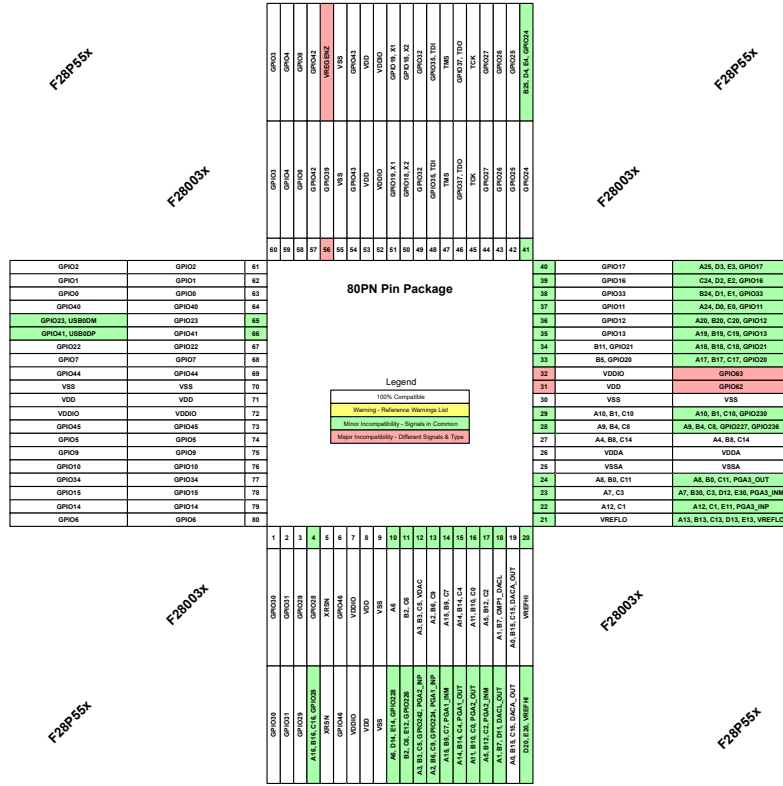 F28P55x
F28P55x
F28003x
F28003x
GPIO3
GPIO4
GPIO8
GPIO42
VREGENZ
VSS
GPIO43
VDD
VDDIO
GPIO19, X1
GPIO18, X2
GPIO32
GPIO35, TDI
TMS
GPIO37, TDO
TCK
GPIO27
GPIO26
GPIO25
B25, D4, E4, GPIO24
GPIO3
GPIO4
GPIO8
GPIO42
GPIO39
VSS
GPIO43
VDD
VDDIO
GPIO19, X1
GPIO18, X2
GPIO32
GPIO35, TDI
TMS
GPIO37, TDO
TCK
GPIO27
GPIO26
GPIO25
GPIO24
60 59 58 57 56 55 54 53 52 51 50 49 48 47 46 45 44 43 42 41
GPIO2 GPIO2 61
GPIO1 GPIO1 62
GPIO0 GPIO0 63
GPIO40 GPIO40 64
GPIO23, USB0DM GPIO23 65
GPIO41, USB0DP GPIO41 66
GPIO22 GPIO22 67
GPIO7 GPIO7 68
GPIO44 GPIO44 69
VSS VSS 70
VDD VDD 71
VDDIO VDDIO 72
GPIO45 GPIO45 73
GPIO5 GPIO5 74
GPIO9 GPIO9 75
GPIO10 GPIO10 76
GPIO34 GPIO34 77
GPIO15 GPIO15 78
GPIO14 GPIO14 79
GPIO6 GPIO6 80
80PN Pin Package
Legend
100% Compatible
Warning - Reference Warnings List
Minor Incompatibility - Signals in Common
Major Incompatibility - Different Signals & Type
40 GPIO17 A25, D3, E3, GPIO17
39 GPIO16 C24, D2, E2, GPIO16
38 GPIO33 B24, D1, E1, GPIO33
37 GPIO11 A24, D0, E0, GPIO11
36 GPIO12 A20, B20, C20, GPIO12
35 GPIO13 A19, B19, C19, GPIO13
34 B11, GPIO21 A18, B18, C18, GPIO21
33 B5, GPIO20 A17, B17, C17, GPIO20
32 VDDIO GPIO63
31 VDD GPIO62
30 VSS VSS
29 A10, B1, C10 A10, B1, C10, GPIO230
28 A9, B4, C8 A9, B4, C8, GPIO227, GPIO236
27 A4, B8, C14 A4, B8, C14
26 VDDA VDDA
25 VSSA VSSA
24 A8, B0, C11 A8, B0, C11, PGA3_OUT
23 A7, C3 A7, B30, C3, D12, E30, PGA3_INM
22 A12, C1 A12, C1, E11, PGA3_INP
21 VREFLO A13, B13, C13, D13, E13, VREFLO
1 2 3 4 5 6 7 8 9 10 11 12 13 14 15 16 17 18 19 20
GPIO30
GPIO31
GPIO29
GPIO28
XRSN
GPIO46
VDDIO
VDD
VSS
A6
B2, C6
A3, B3, C5, VDAC
A2, B6, C9
A15, B9, C7
A14, B14, C4
A11, B10, C0
A5, B12, C2
A1, B7, CMP1_DACL
A0, B15, C15, DACA_OUT
VREFHI
GPIO30
GPIO31
GPIO29
A16, B16, C16, GPIO28
XRSN
GPIO46
VDDIO
VDD
VSS
A6, D14, E14, GPIO228
B2, C6, E12, GPIO226
A3, B3, C5, GPIO242, PGA2_INP
A2, B6, C9, GPIO224, PGA1_INP
A15, B9, C7, PGA1_INM
A14, B14, C4, PGA1_OUT
A11, B10, C0, PGA2_OUT
A5, B12, C2, PGA2_INM
A1, B7, D11, DACL_OUT
A0, B15, C15, DACA_OUT
D20, E20, VREFHI
F28003x
F28003x
F28P55x
F28P55x